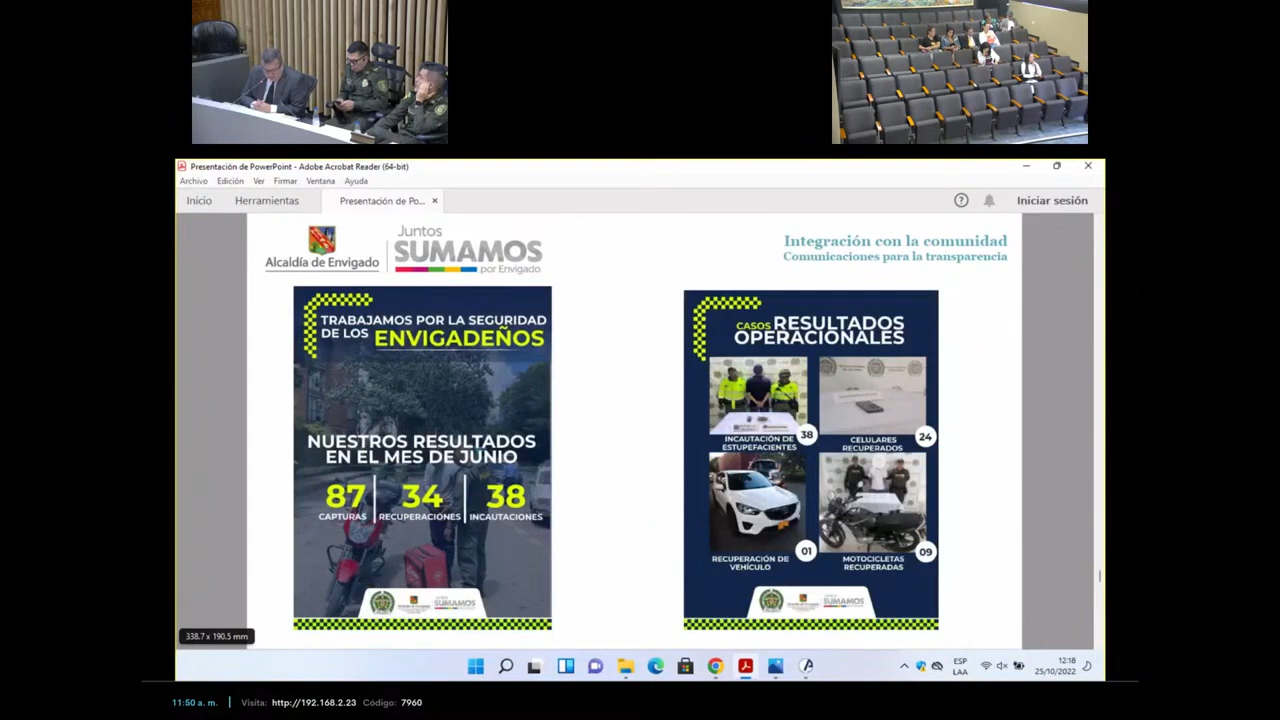 Presentación de PowerPoint - Adobe Acrobat Reader (64-bit)
Archivo Edición Ver Firmar Ventana Ayuda
Inicio Herramientas Presentación de Po... × ? Iniciar sesión
Alcaldía de Envigado
Juntos
SUMAMOS
por Envigado
Integración con la comunidad
Comunicaciones para la transparencia
TRABAJAMOS POR LA SEGURIDAD
DE LOS ENVIGADEÑOS
NUESTROS RESULTADOS
EN EL MES DE JUNIO
87 34 38
CAPTURAS RECUPERACIONES INCAUTACIONES
SUMAMOS
CASOS RESULTADOS
OPERACIONALES
INCAUTACIÓN DE
ESTUPEFACIENTES
38
CELULARES
RECUPERADOS
24
RECUPERACIÓN DE
VEHÍCULO
01
MOTOCICLETAS
RECUPERADAS
09
SUMAMOS
338.7 x 190.5 mm
ESP
LAA
12:18
25/10/2022
11:50 a. m. Visita: http://192.168.2.23 Código: 7960